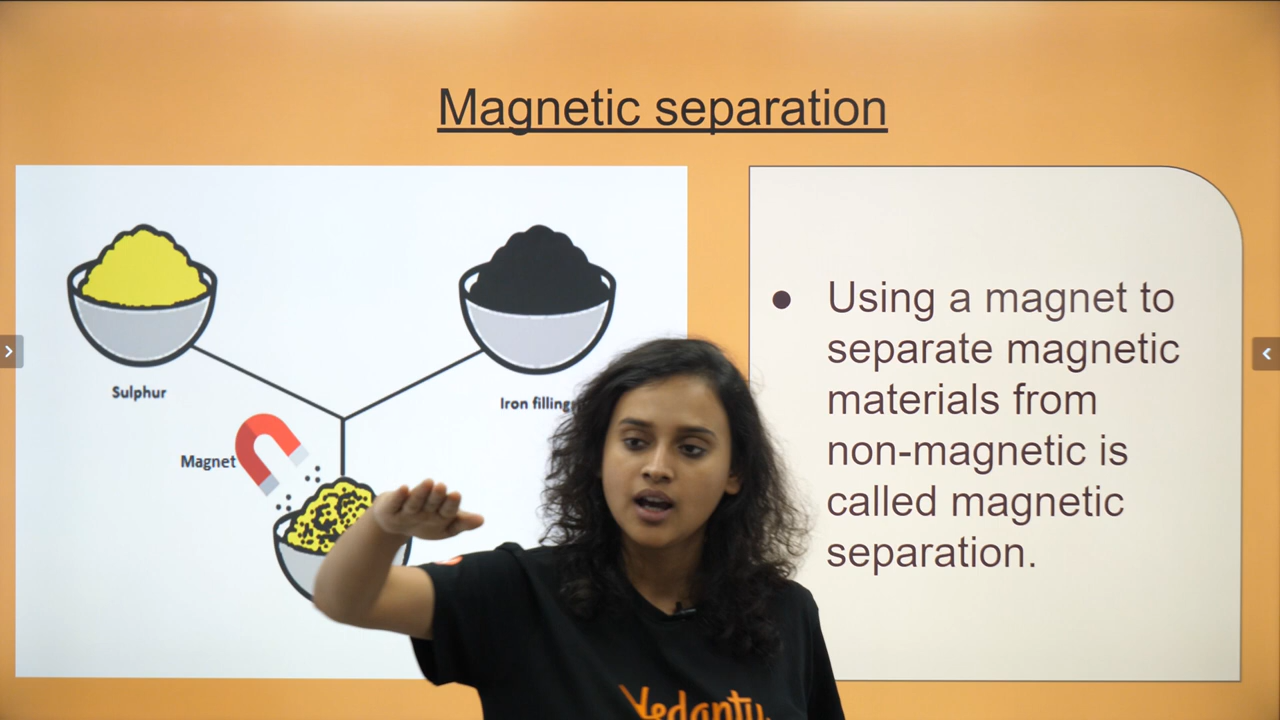 Magnetic separation
Sulphur
Iron filling
Magnet
● Using a magnet to
separate magnetic
materials from
non-magnetic is
called magnetic
separation.
Vedantu